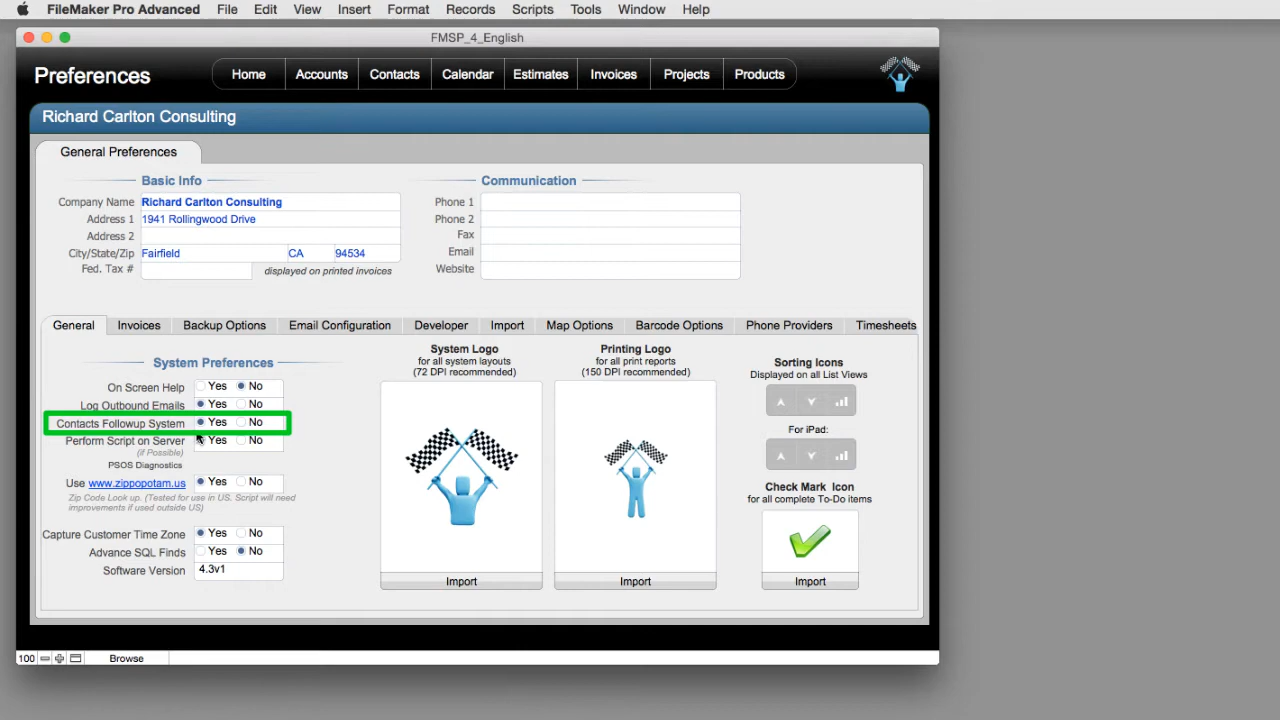 FileMaker Pro Advanced File Edit View Insert Format Records Scripts Tools Window Help
FMSP_4_English
Preferences Home Accounts Contacts Calendar Estimates Invoices Projects Products
Richard Carlton Consulting
General Preferences
Basic Info
Company Name Richard Carlton Consulting
Address 1 1941 Rollingwood Drive
Address 2
City/State/Zip Fairfield CA 94534
Fed. Tax # displayed on printed invoices
Communication
Phone 1
Phone 2
Fax
Email
Website
General Invoices Backup Options Email Configuration Developer Import Map Options Barcode Options Phone Providers Timesheets
System Preferences
On Screen Help Yes No
Log Outbound Emails Yes No
Contacts Followup System Yes No
Perform Script on Server Yes No
(if Possible)
PSOS Diagnostics
Use www.zippopotam.us Yes No
Zip Code Look up. (Tested for use in US. Script will need
improvements if used outside US)
Capture Customer Time Zone Yes No
Advance SQL Finds Yes No
Software Version 4.3v1
System Logo
for all system layouts
(72 DPI recommended)
Import
Printing Logo
for all print reports
(150 DPI recommended)
Import
Sorting Icons
Displayed on all List Views
For iPad:
Check Mark Icon
for all complete To-Do items
Import
100 Browse